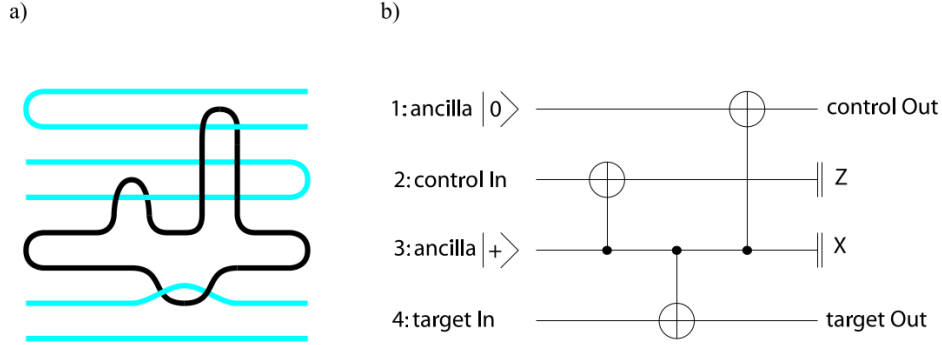 a)
b)
1: ancilla |0⟩
control Out
2: control In
Z
3: ancilla |+⟩
X
4: target In
target Out